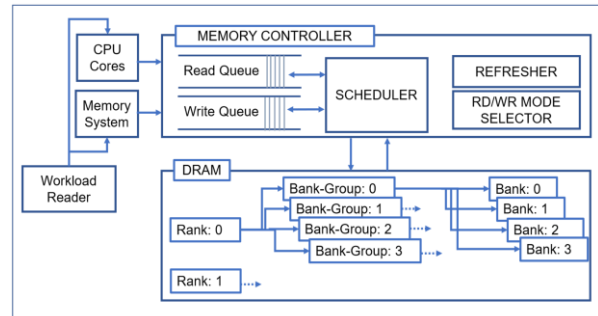 MEMORY CONTROLLER
CPU
Cores
Read Queue
Write Queue
SCHEDULER
REFRESHER
RD/WR MODE
SELECTOR
Memory
System
Workload
Reader
DRAM
Rank: 0
Bank-Group: 0
Bank-Group: 1
Bank-Group: 2
Bank-Group: 3
Bank: 0
Bank: 1
Bank: 2
Bank: 3
Rank: 1